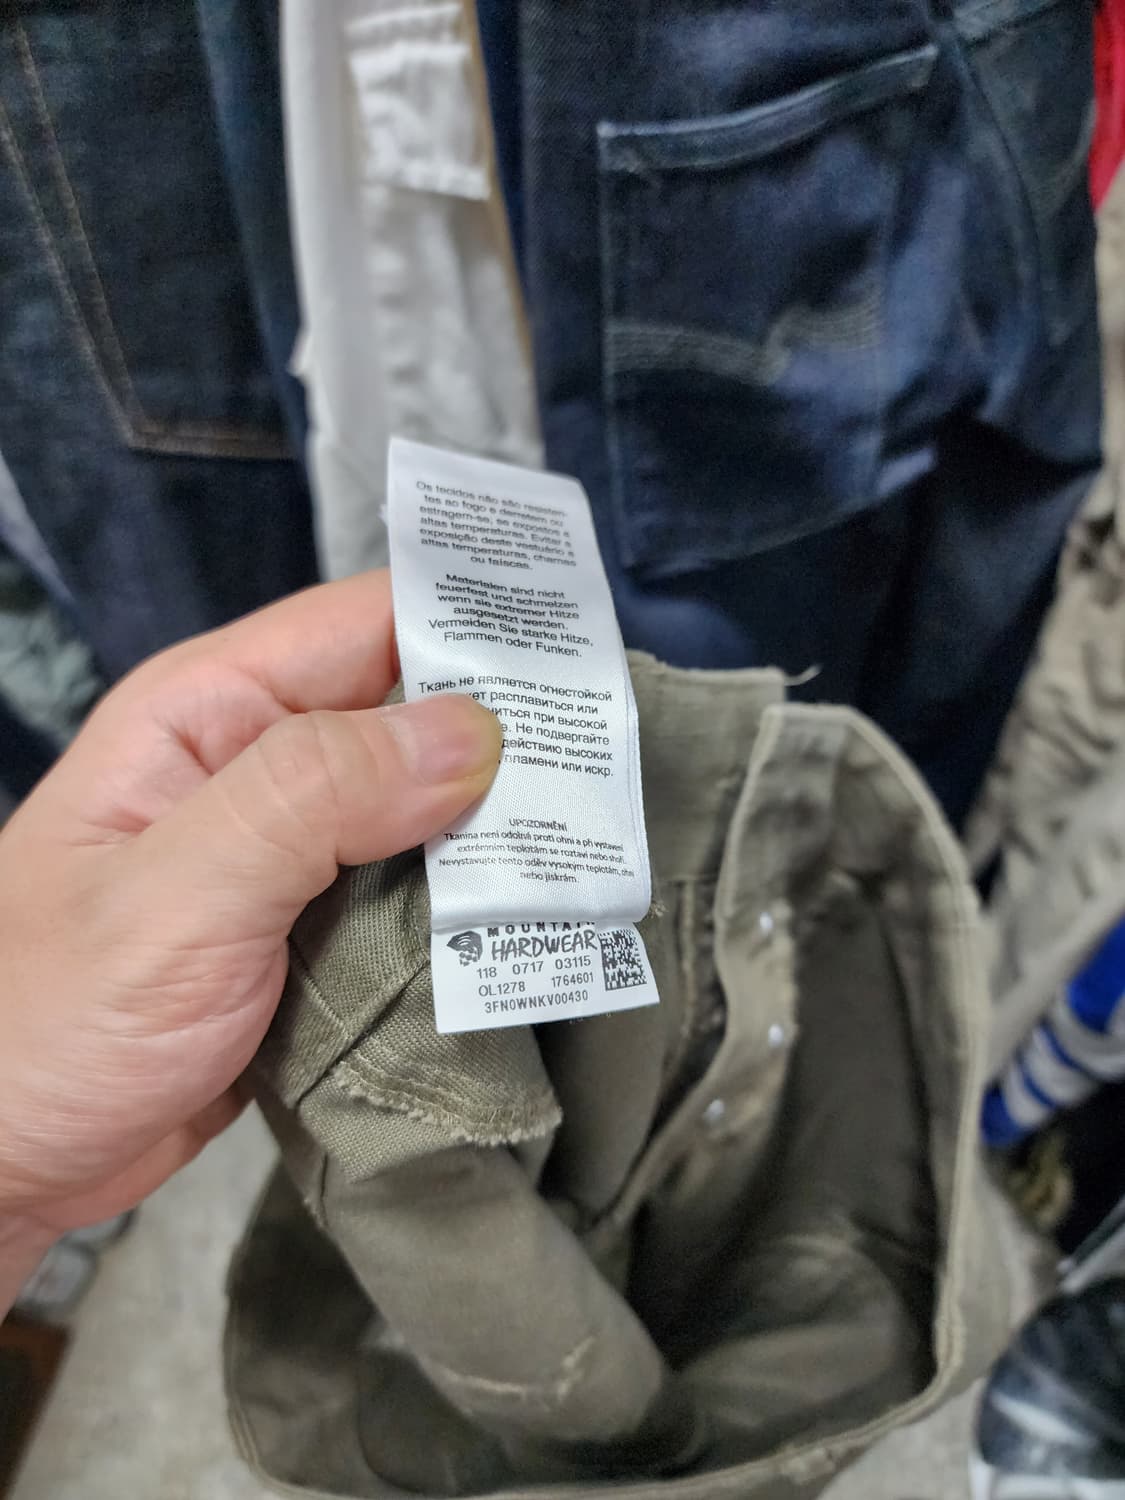 Os tecidos não são resisten-
tes ao fogo e derretem ou
estragem-se, se expostos a
altas temperaturas. Evitar a
exposição deste vestuário a
altas temperaturas, chamas
ou faíscas.
Materialen sind nicht
feuerfest und schmelzen
wenn sie extremer Hitze
ausgesetzt werden.
Vermeiden Sie starke Hitze,
Flammen oder Funken.
Ткань не является огнестойкой
расплавиться или
при высокой
Не подвергайте
высоких
пламени или искр.
UPOZORNĚNÍ
Tkanina není odolná proti ohni a při vystavení
extrémním teplotám se roztaví nebo shoří.
Nevystavujte tento oděv vysokým teplotám, ohni
nebo jiskrám.
MOUNTAIN
HARDWEAR
118 0717 03115
OL1278 1764601
3FN0WNKV00430